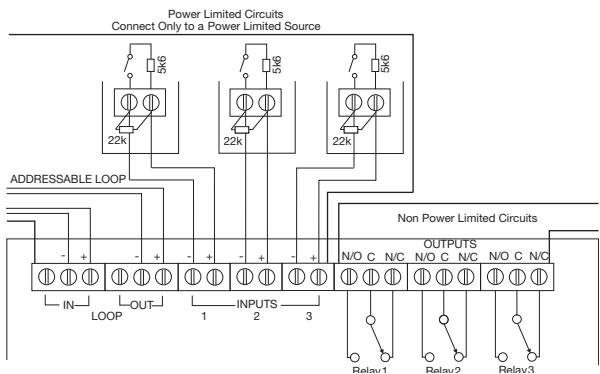 Power Limited Circuits
Connect Only to a Power Limited Source
5k6 5k6 5k6
22k 22k 22k
ADDRESSABLE LOOP
Non Power Limited Circuits
OUTPUTS
- + - + - + - + - + N/O C N/C N/O C N/C N/O C N/C
IN OUT INPUTS
LOOP 1 2 3
Relay1 Relay2 Relay3